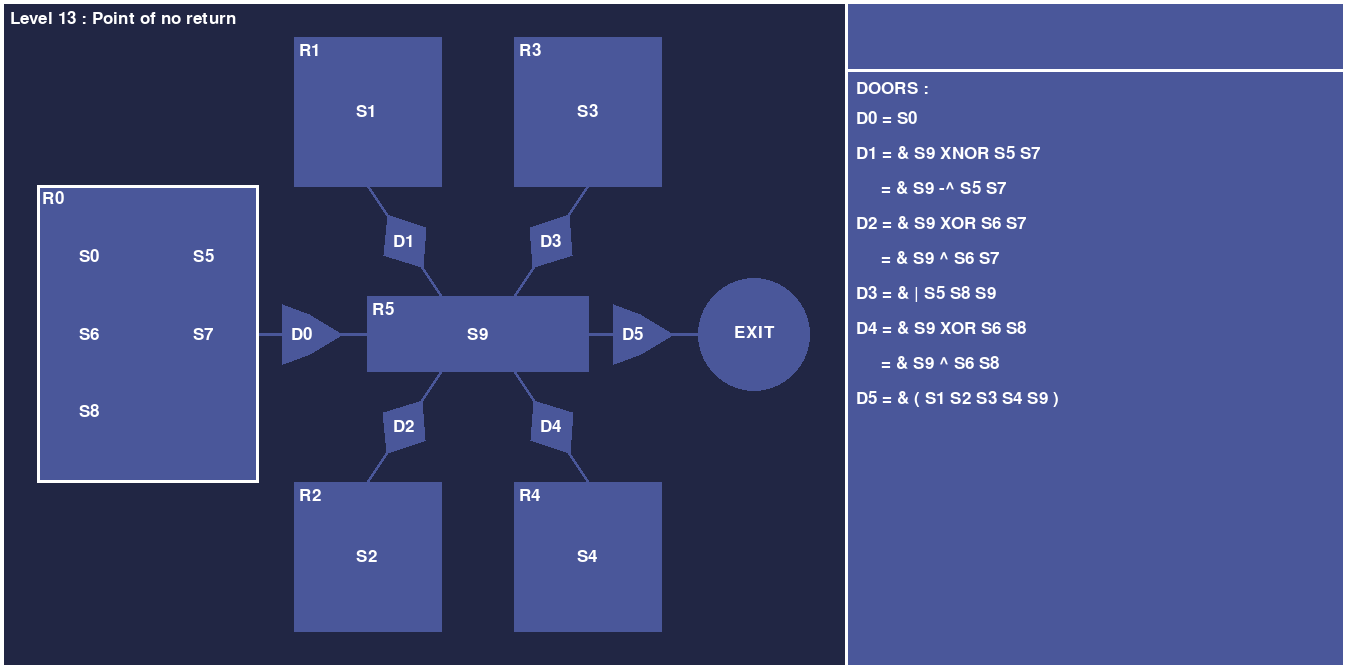 Level 13 : Point of no return
R1
S1
R3
S3
R0
S0 S5
S6 S7
S8
D1
D3
D0
R5
S9
D5
EXIT
D2
D4
R2
S2
R4
S4
DOORS :
D0 = S0
D1 = & S9 XNOR S5 S7
= & S9 -^ S5 S7
D2 = & S9 XOR S6 S7
= & S9 ^ S6 S7
D3 = & | S5 S8 S9
D4 = & S9 XOR S6 S8
= & S9 ^ S6 S8
D5 = & ( S1 S2 S3 S4 S9 )